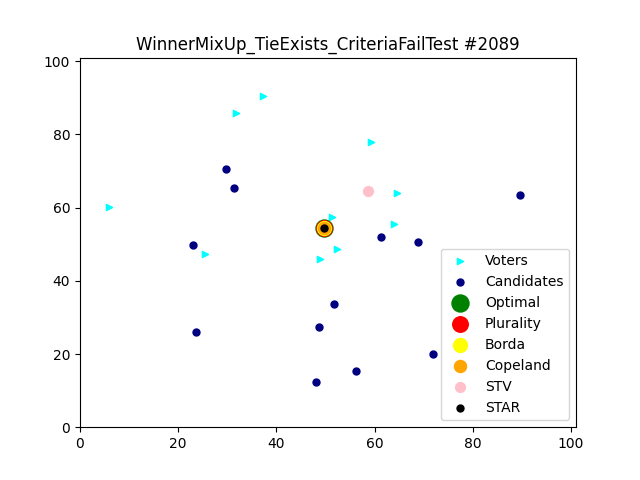 WinnerMixUp_TieExists_CriteriaFailTest #2089
100
80
60
40
20
0
0 20 40 60 80 100
Voters
Candidates
Optimal
Plurality
Borda
Copeland
STV
STAR